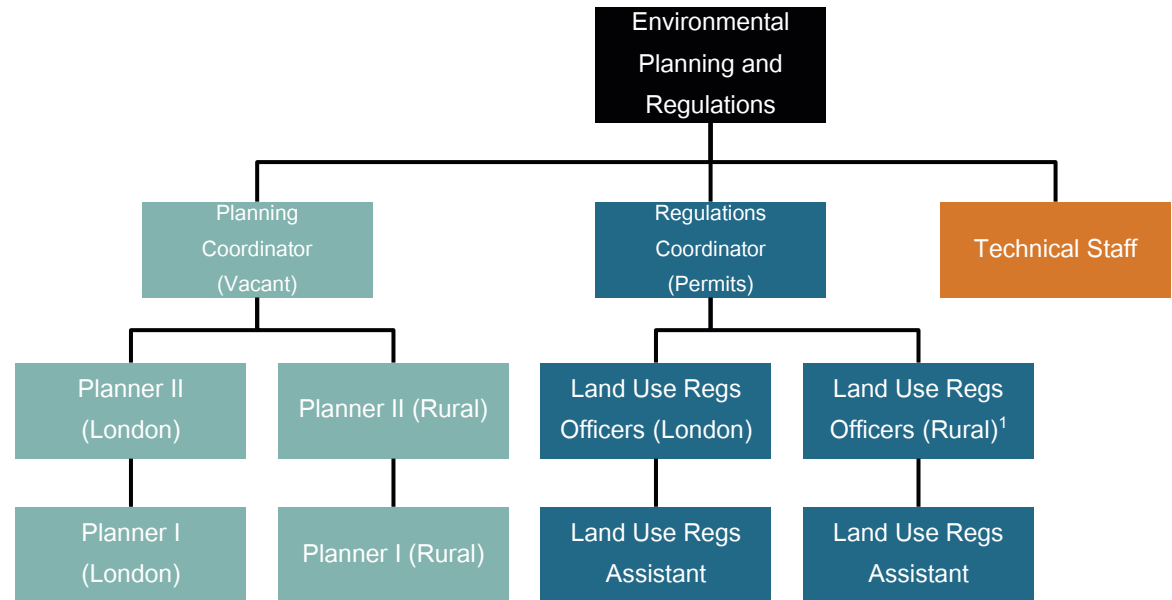 Environmental
Planning and
Regulations
Planning
Coordinator
(Vacant)
Regulations
Coordinator
(Permits)
Technical Staff
Planner II
(London)
Planner II (Rural)
Land Use Regs
Officers (London)
Land Use Regs
Officers (Rural)¹
Planner I
(London)
Planner I (Rural)
Land Use Regs
Assistant
Land Use Regs
Assistant